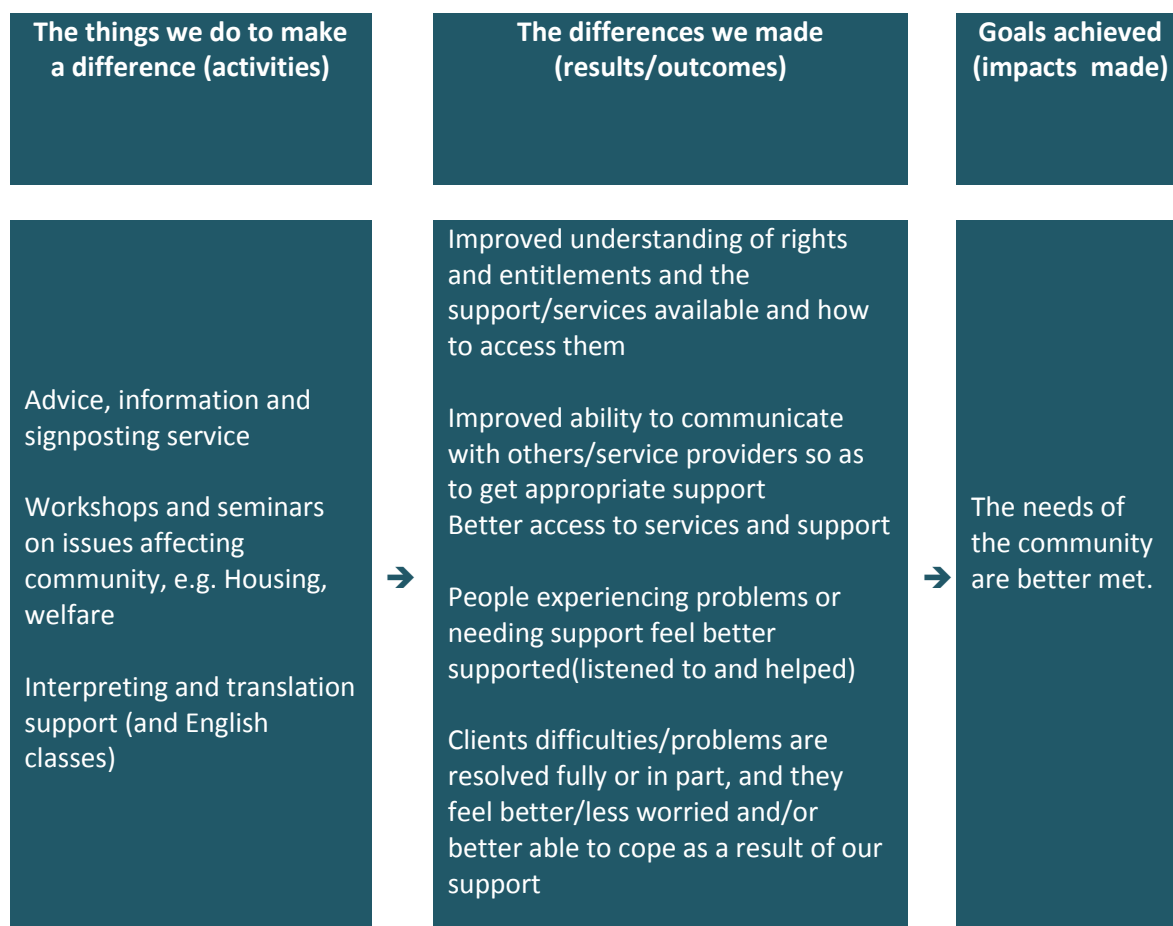 The things we do to make
a difference (activities)
The differences we made
(results/outcomes)
Goals achieved
(impacts made)
Advice, information and
signposting service
Workshops and seminars
on issues affecting
community, e.g. Housing,
welfare
Interpreting and translation
support (and English
classes)
➔
Improved understanding of rights
and entitlements and the
support/services available and how
to access them
Improved ability to communicate
with others/service providers so as
to get appropriate support
Better access to services and support
People experiencing problems or
needing support feel better
supported(listened to and helped)
Clients difficulties/problems are
resolved fully or in part, and they
feel better/less worried and/or
better able to cope as a result of our
support
➔
The needs of
the community
are better met.